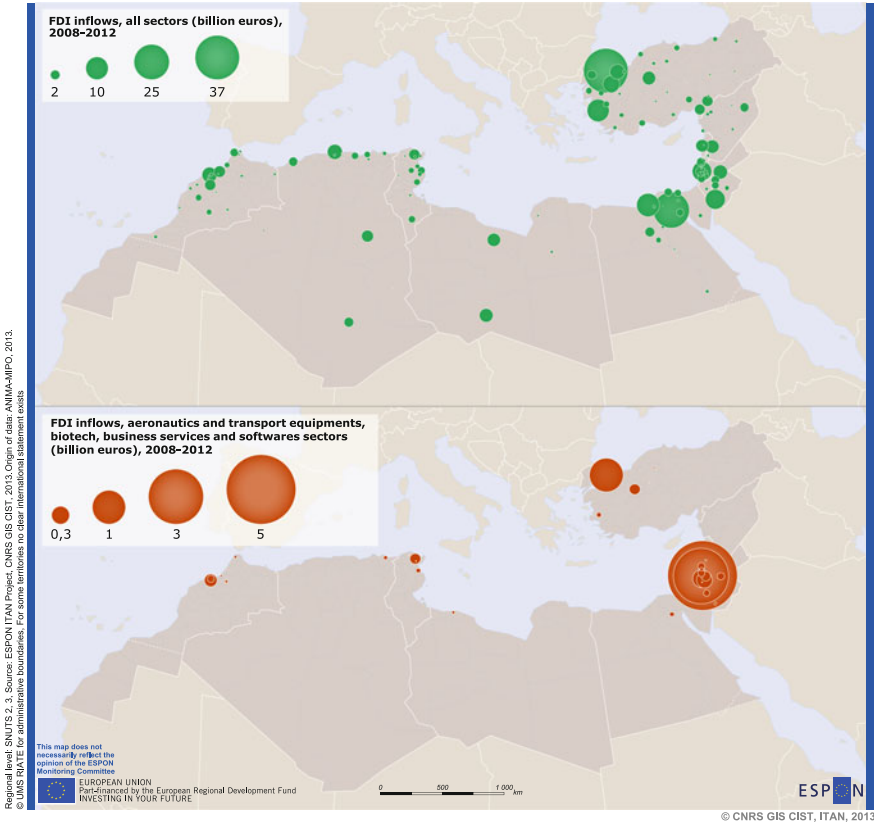 FDI inflows, all sectors (billion euros),
2008–2012
2 10 25 37
FDI inflows, aeronautics and transport equipments,
biotech, business services and softwares sectors
(billion euros), 2008–2012
0,3 1 3 5
This map does not
necessarily reflect the
opinion of the ESPON
Monitoring Committee
EUROPEAN UNION
Part-financed by the European Regional Development Fund
INVESTING IN YOUR FUTURE
0 500 1 000
km
ESPON
Regional level: SNUTS 2, 3, Source: ESPON ITAN Project, CNRS GIS CIST, 2013, Origin of data: ANIMA-MIPO, 2013.
© UMS RIATE for administrative boundaries, For some territories no clear international statement exists
© CNRS GIS CIST, ITAN, 2013